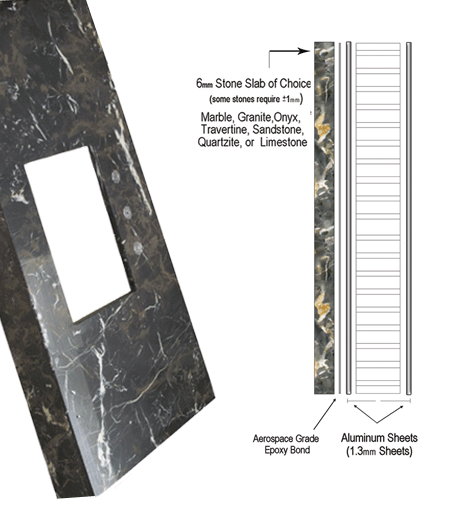 6mm Stone Slab of Choice
(some stones require ±1mm)
Marble, Granite,Onyx,
Travertine, Sandstone,
Quartzite, or Limestone
Aerospace Grade
Epoxy Bond
Aluminum Sheets
(1.3mm Sheets)